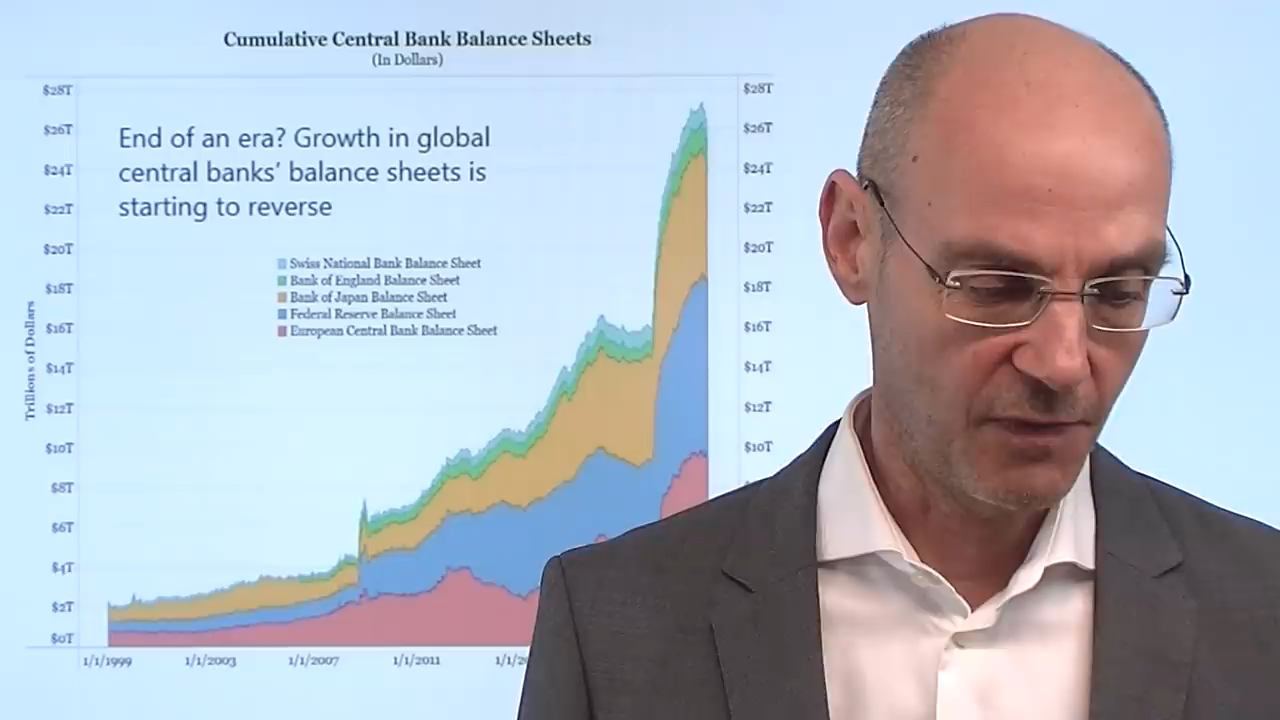 Cumulative Central Bank Balance Sheets
(In Dollars)
$28T
$26T
$24T
$22T
$20T
$18T
$16T
$14T
$12T
$10T
$8T
$6T
$4T
$2T
$0T
Trillions of Dollars
End of an era? Growth in global
central banks' balance sheets is
starting to reverse
Swiss National Bank Balance Sheet
Bank of England Balance Sheet
Bank of Japan Balance Sheet
Federal Reserve Balance Sheet
European Central Bank Balance Sheet
1/1/1999 1/1/2003 1/1/2007 1/1/2011
$28T
$26T
$24T
$22T
$20T
$18T
$16T
$14T
$12T
$10T